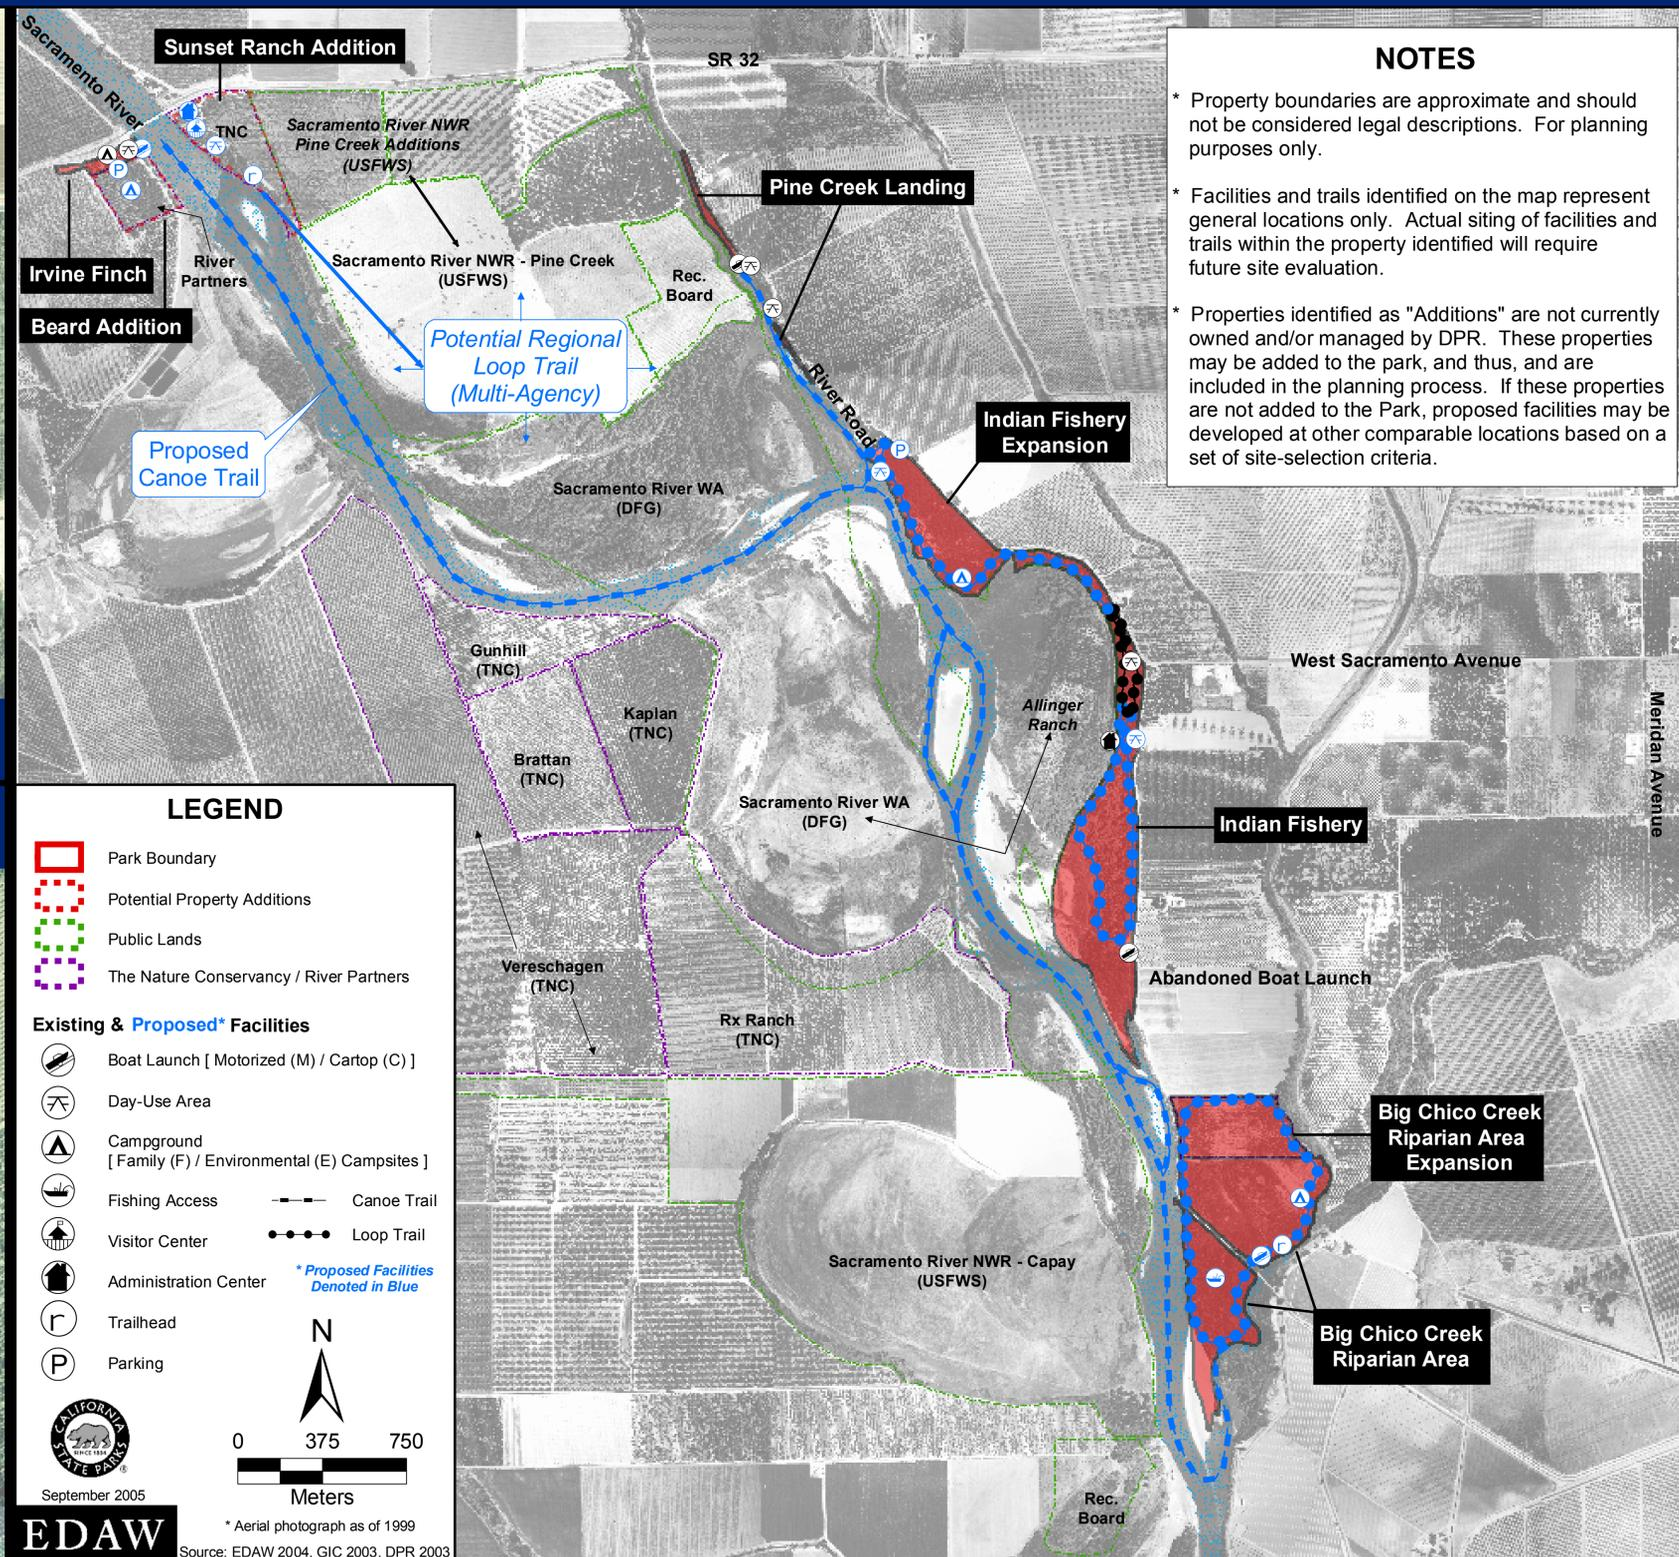 Sacramento River
Sunset Ranch Addition
SR 32
TNC
Sacramento River NWR
Pine Creek Additions
(USFWS)
P
r
Pine Creek Landing
Irvine Finch
River
Partners
Beard Addition
Sacramento River NWR - Pine Creek
(USFWS)
Rec.
Board
Potential Regional
Loop Trail
(Multi-Agency)
River Road
Proposed
Canoe Trail
P
Indian Fishery
Expansion
Sacramento River WA
(DFG)
Gunhill
(TNC)
Kaplan
(TNC)
Brattan
(TNC)
Allinger
Ranch
West Sacramento Avenue
Meridan Avenue
Sacramento River WA
(DFG)
Indian Fishery
Vereschagen
(TNC)
Abandoned Boat Launch
Rx Ranch
(TNC)
Big Chico Creek
Riparian Area
Expansion
r
Sacramento River NWR - Capay
(USFWS)
Big Chico Creek
Riparian Area
Rec.
Board
NOTES
* Property boundaries are approximate and should
not be considered legal descriptions. For planning
purposes only.
* Facilities and trails identified on the map represent
general locations only. Actual siting of facilities and
trails within the property identified will require
future site evaluation.
* Properties identified as "Additions" are not currently
owned and/or managed by DPR. These properties
may be added to the park, and thus, and are
included in the planning process. If these properties
are not added to the Park, proposed facilities may be
developed at other comparable locations based on a
set of site-selection criteria.
LEGEND
Park Boundary
Potential Property Additions
Public Lands
The Nature Conservancy / River Partners
Existing & Proposed* Facilities
Boat Launch [ Motorized (M) / Cartop (C) ]
Day-Use Area
Campground
[ Family (F) / Environmental (E) Campsites ]
Fishing Access
Canoe Trail
Visitor Center
Loop Trail
Administration Center
* Proposed Facilities
Denoted in Blue
r Trailhead
P Parking
N
CALIFORNIA
STATE PARKS
SINCE 1864
®
September 2005
0 375 750
Meters
EDAW
* Aerial photograph as of 1999
Source: EDAW 2004, GIC 2003, DPR 2003